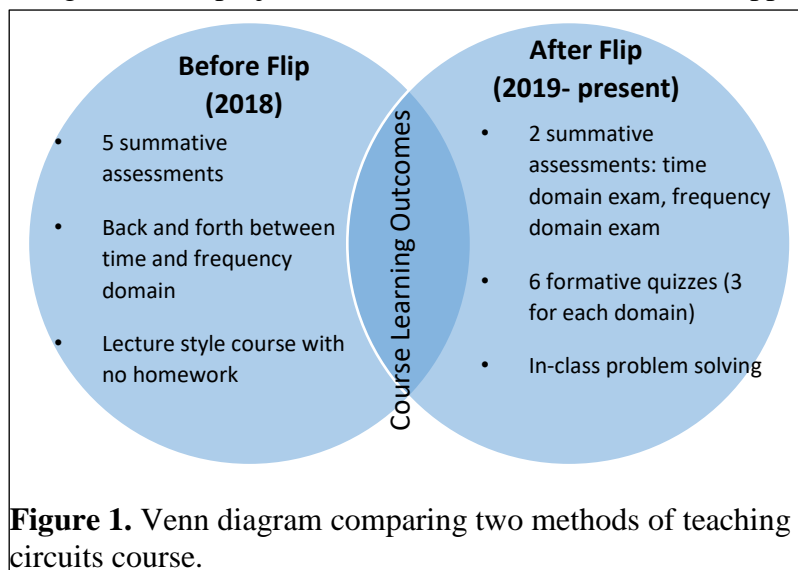 Before Flip
(2018)
• 5 summative
assessments
• Back and forth between
time and frequency
domain
• Lecture style course with
no homework
Course Learning Outcomes
After Flip
(2019- present)
• 2 summative
assessments: time
domain exam, frequency
domain exam
• 6 formative quizzes (3
for each domain)
• In-class problem solving
Figure 1. Venn diagram comparing two methods of teaching
circuits course.